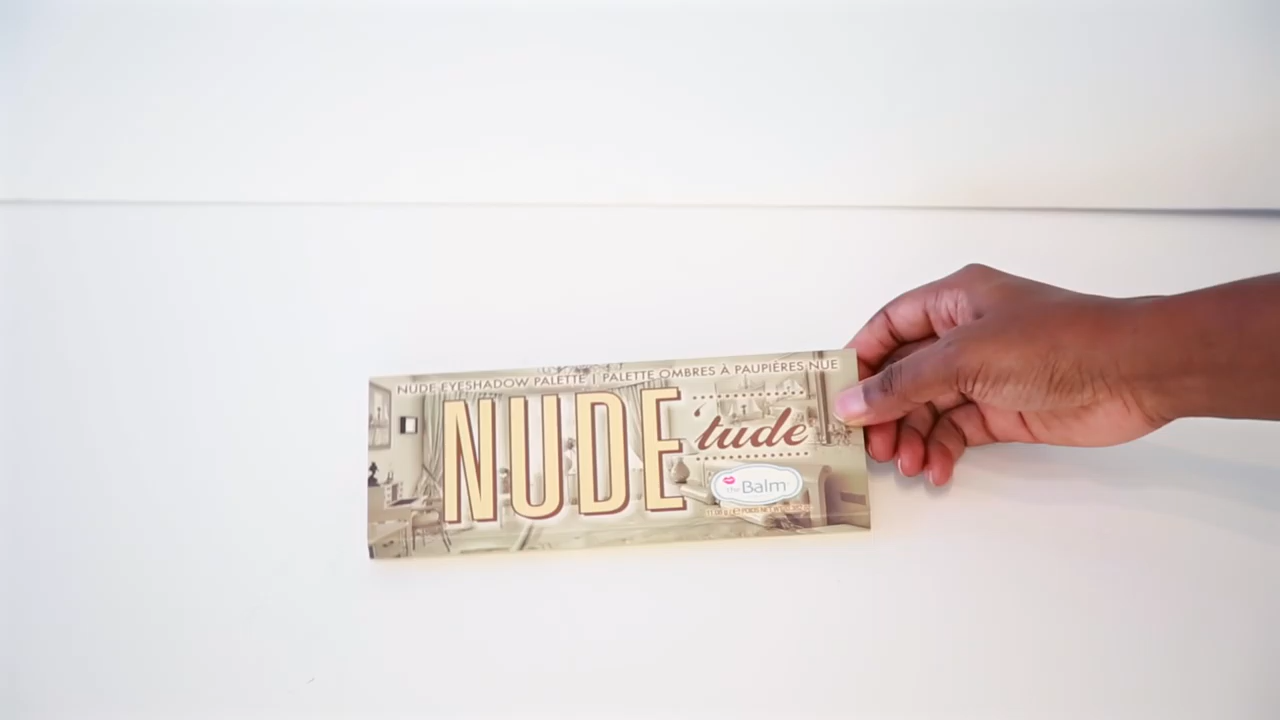 NUDE EYESHADOW PALETTE | PALETTE OMBRES À PAUPIÈRES NUE
NUDE 'tude
the Balm